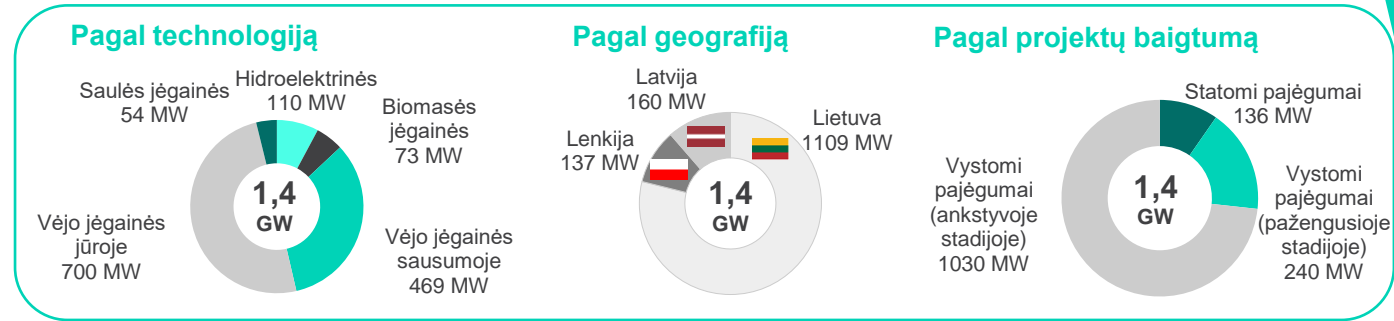 Pagal technologiją
Saulės jėgainės
54 MW
Hidroelektrinės
110 MW
Biomasės
jėgainės
73 MW
1,4
GW
Vėjo jėgainės
jūroje
700 MW
Vėjo jėgainės
sausumoje
469 MW
Pagal geografiją
Latvija
160 MW
Lietuva
1109 MW
Lenkija
137 MW
1,4
GW
Pagal projektų baigtumą
Statomi pajėgumai
136 MW
Vystomi
pajėgumai
(ankstyvoje
stadijoje)
1030 MW
1,4
GW
Vystomi
pajėgumai
(pažengusioje
stadijoje)
240 MW